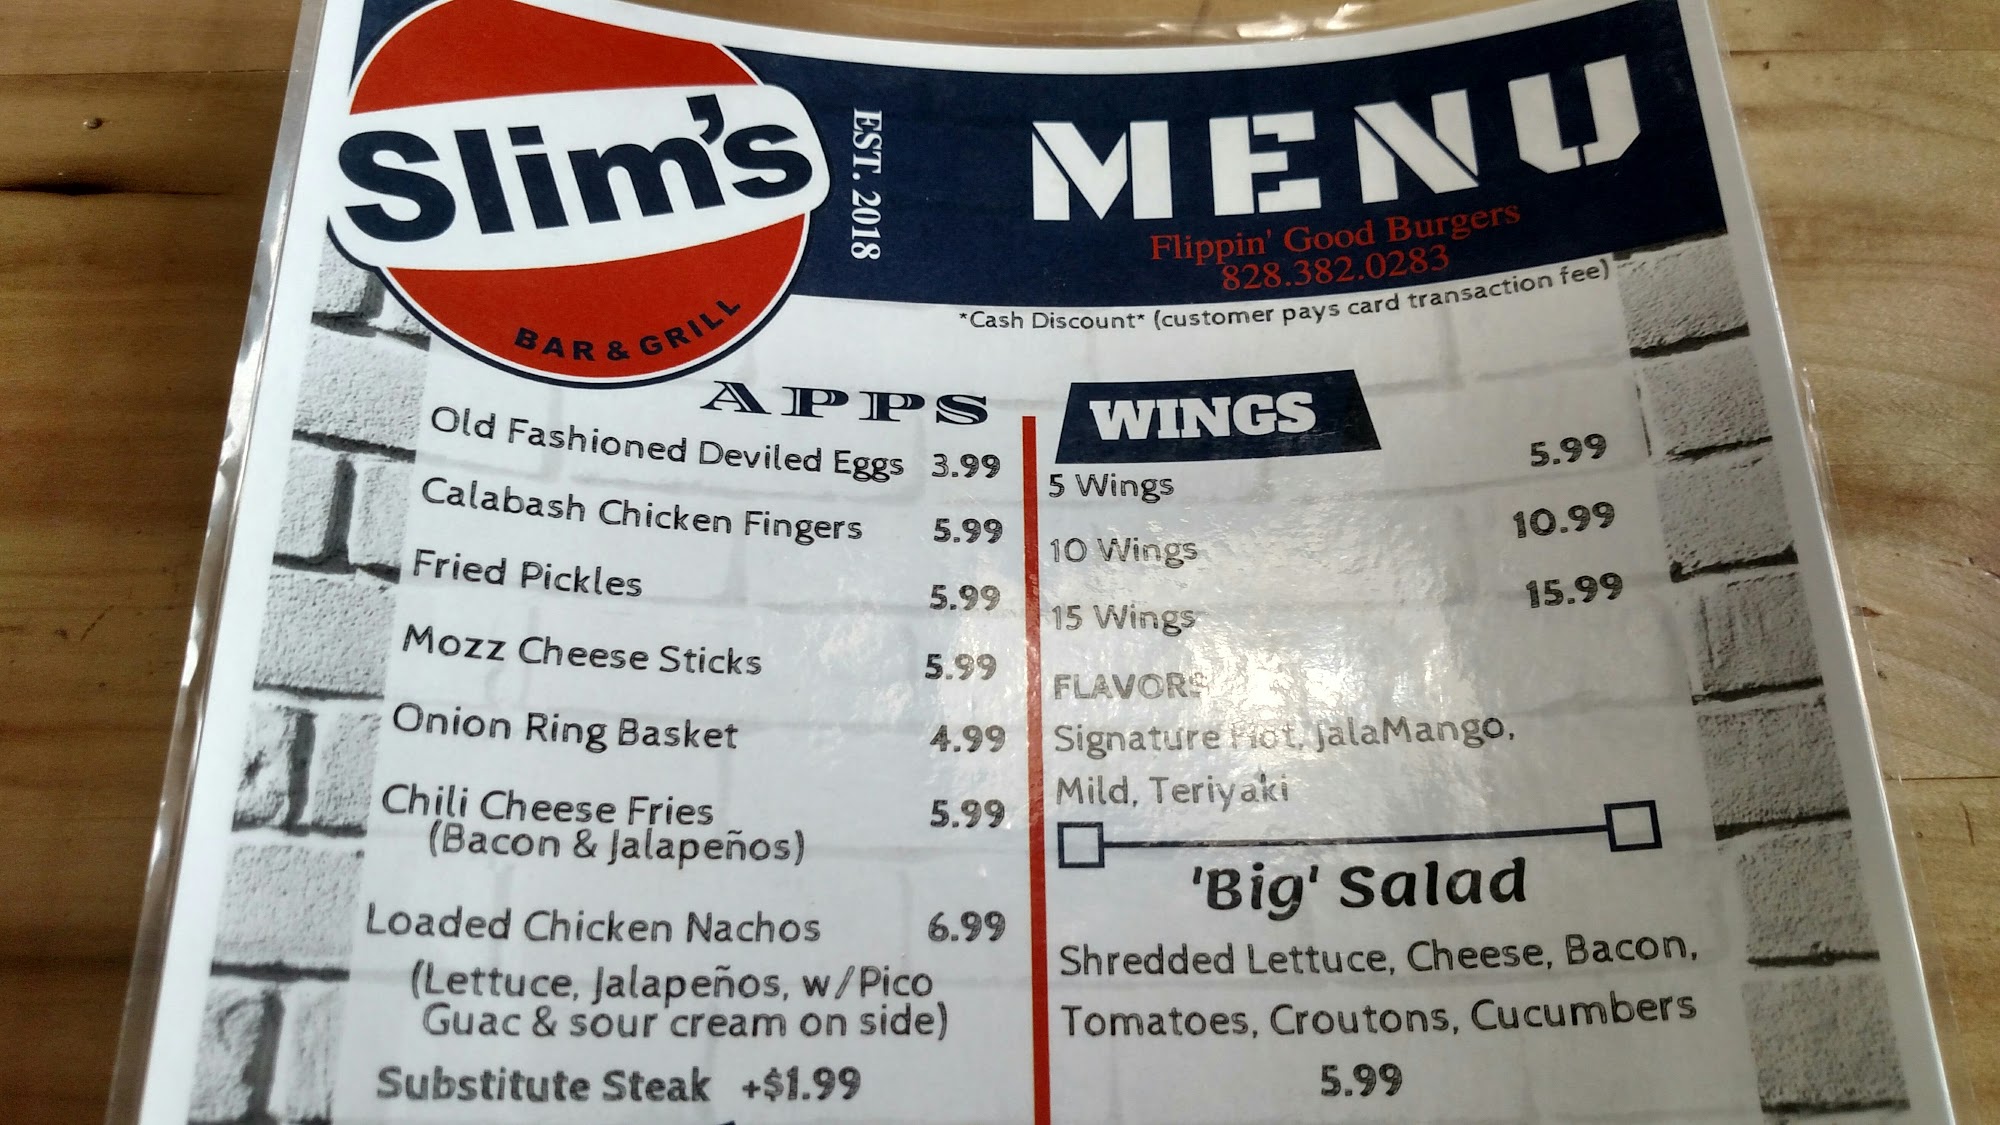 Slim's
BAR & GRILL
EST. 2018
MENU
Flippin' Good Burgers
828.382.0283
*Cash Discount* (customer pays card transaction fee)
APPS
Old Fashioned Deviled Eggs 3.99
Calabash Chicken Fingers 5.99
Fried Pickles 5.99
Mozz Cheese Sticks 5.99
Onion Ring Basket 4.99
Chili Cheese Fries 5.99
(Bacon & Jalapeños)
Loaded Chicken Nachos 6.99
(Lettuce, Jalapeños, w/Pico
Guac & sour cream on side)
Substitute Steak +$1.99
WINGS
5 Wings 5.99
10 Wings 10.99
15 Wings 15.99
FLAVORS
Signature Hot, JalaMango,
Mild, Teriyaki
'Big' Salad
Shredded Lettuce, Cheese, Bacon,
Tomatoes, Croutons, Cucumbers
5.99